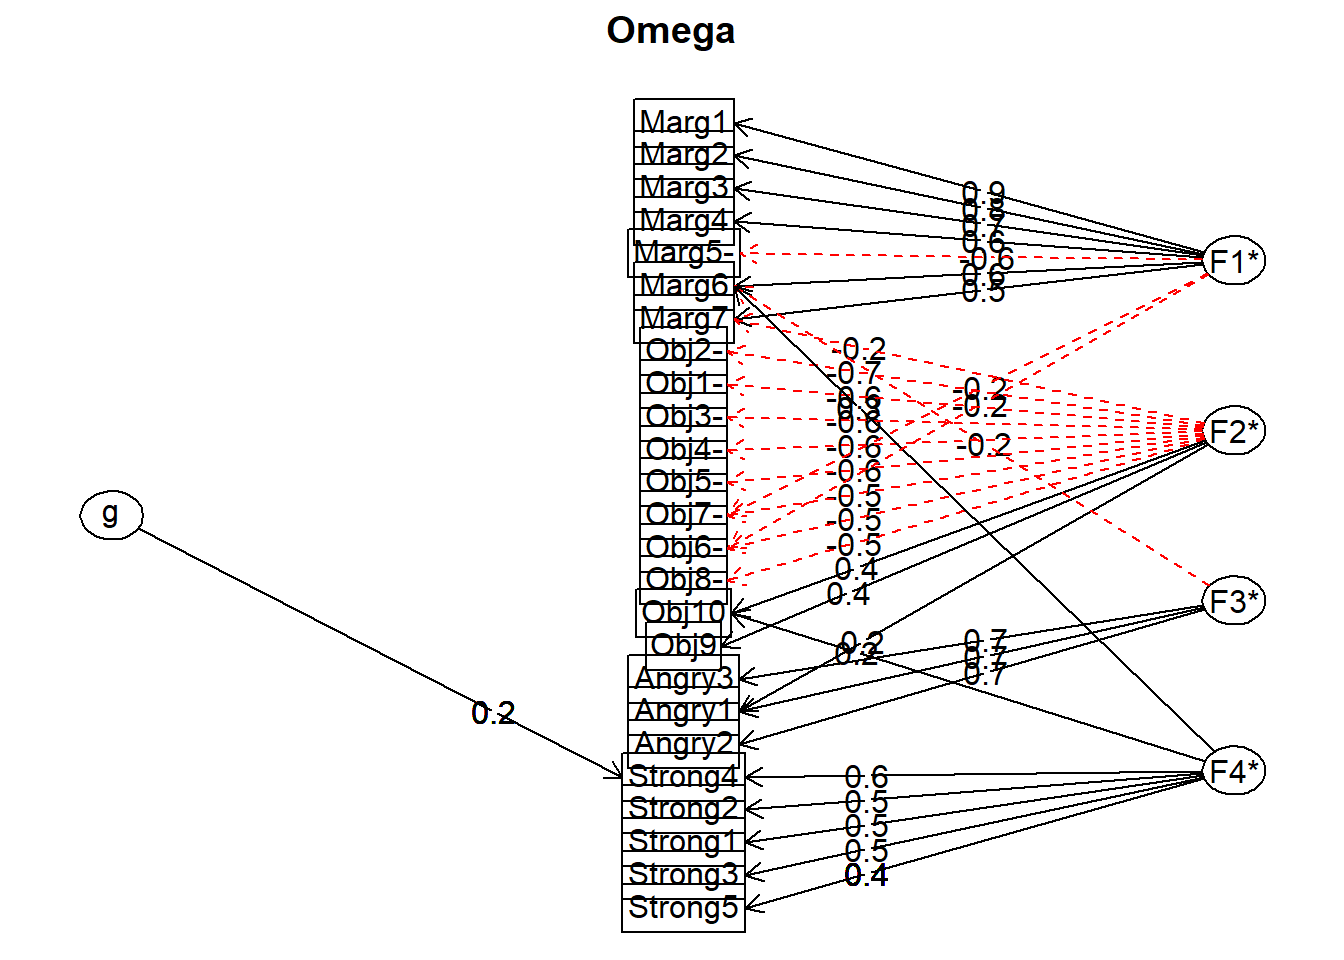 Omega
Marg1
Marg2
Marg3
Marg4
Marg5-
Marg6
Marg7
Obj2-
Obj1-
Obj3-
Obj4-
Obj5-
Obj7-
Obj6-
Obj8-
Obj10
Obj9
Angry3
Angry1
Angry2
Strong4
Strong2
Strong1
Strong3
Strong5
g
0.2
F1*
F2*
F3*
F4*
0.9
0.8
0.7
0.6
-0.6
0.6
0.5
-0.2
-0.7
-0.6
-0.6
-0.6
-0.6
-0.5
-0.5
-0.5
0.4
0.4
-0.2
-0.2
-0.2
0.2
0.2
0.7
0.7
0.7
0.6
0.5
0.5
0.5
0.4